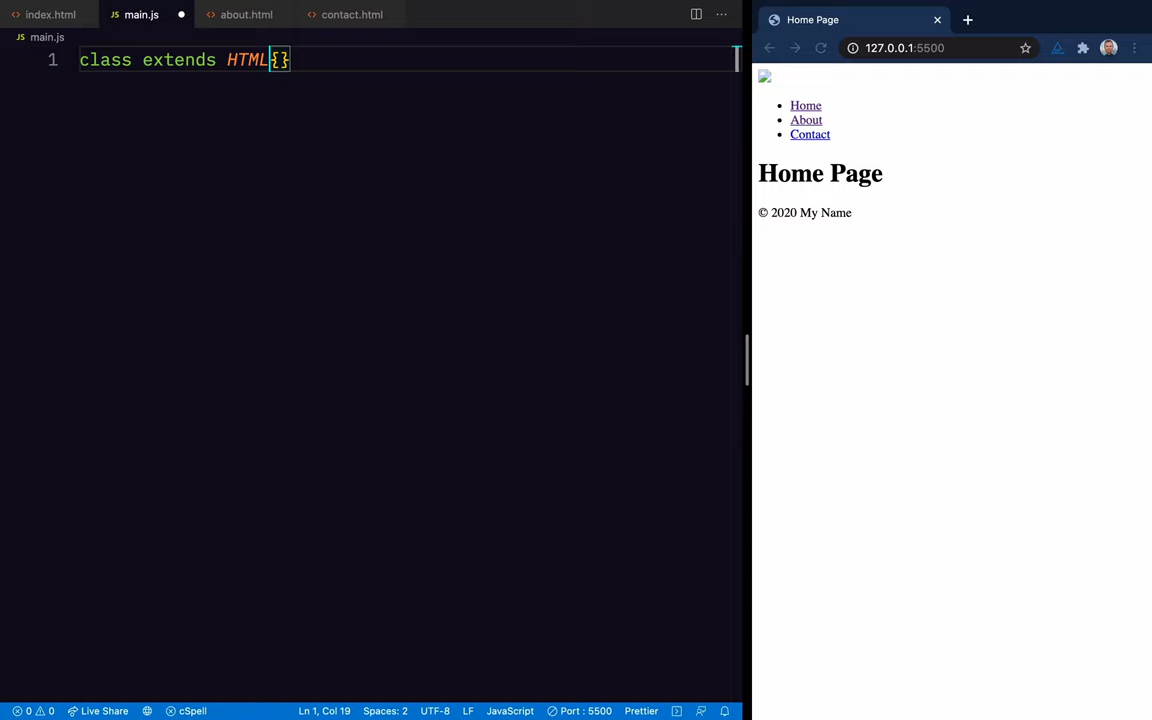 index.html
main.js
about.html
contact.html
...
JS main.js
1 class extends HTML{}
0 0 Live Share cSpell
Ln 1, Col 19 Spaces: 2 UTF-8 LF JavaScript Port : 5500 Prettier
Home Page
127.0.0.1:5500
Home
About
Contact
Home Page
© 2020 My Name